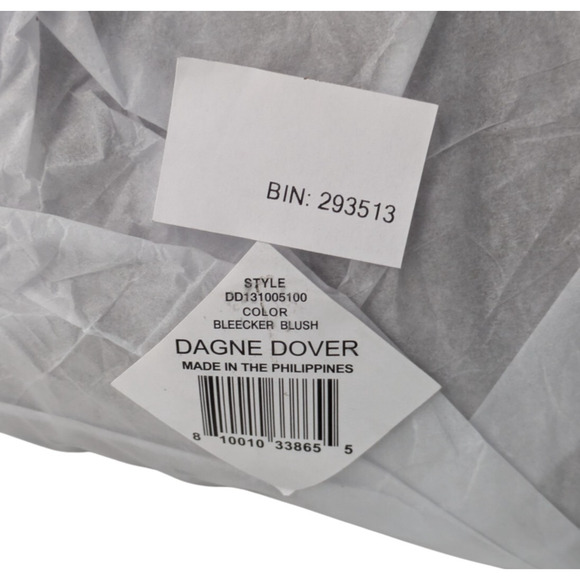 BIN: 293513
STYLE
DD131005100
COLOR
BLEECKER BLUSH
DAGNE DOVER
MADE IN THE PHILIPPINES
8 10010 33865 5